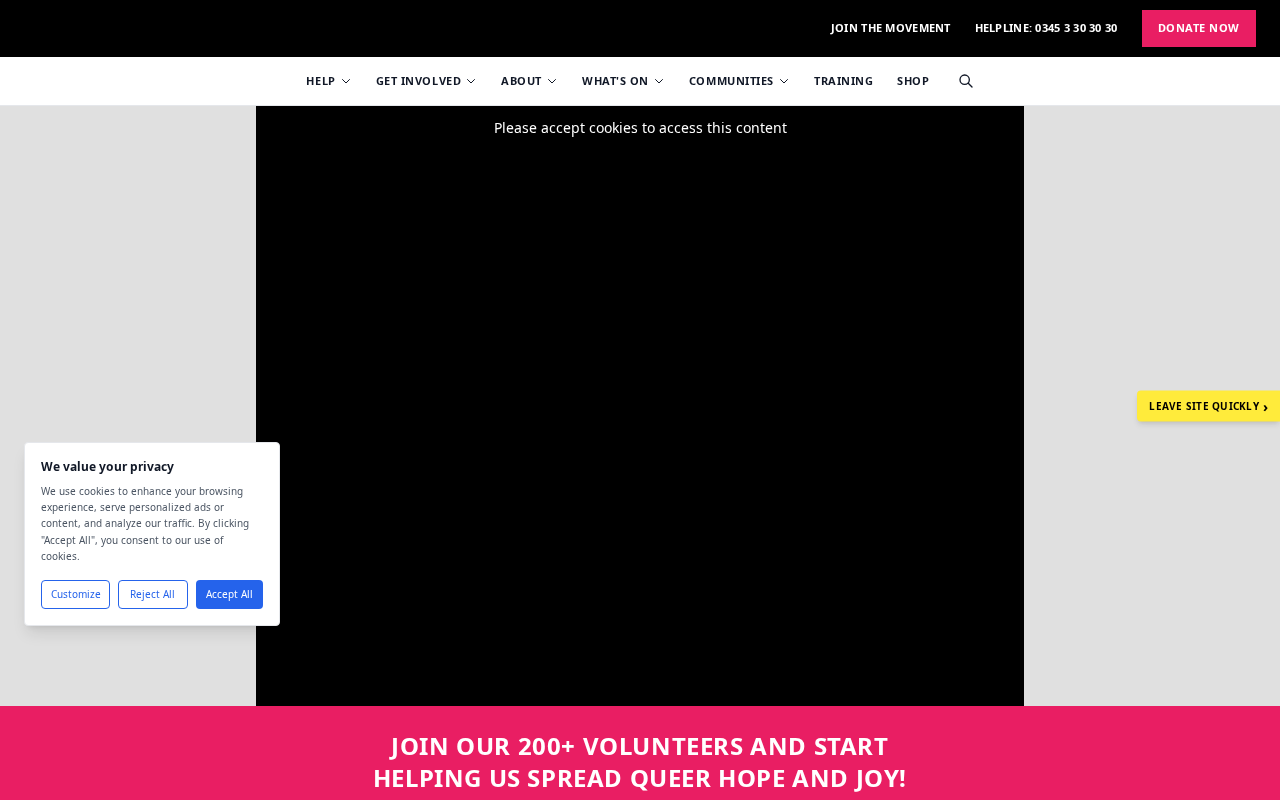 JOIN THE MOVEMENT
HELPLINE: 0345 3 30 30 30
DONATE NOW
HELP
GET INVOLVED
ABOUT
WHAT'S ON
COMMUNITIES
TRAINING
SHOP
Please accept cookies to access this content
LEAVE SITE QUICKLY ›
We value your privacy
We use cookies to enhance your browsing
experience, serve personalized ads or
content, and analyze our traffic. By clicking
"Accept All", you consent to our use of
cookies.
Customize
Reject All
Accept All
JOIN OUR 200+ VOLUNTEERS AND START
HELPING US SPREAD QUEER HOPE AND JOY!